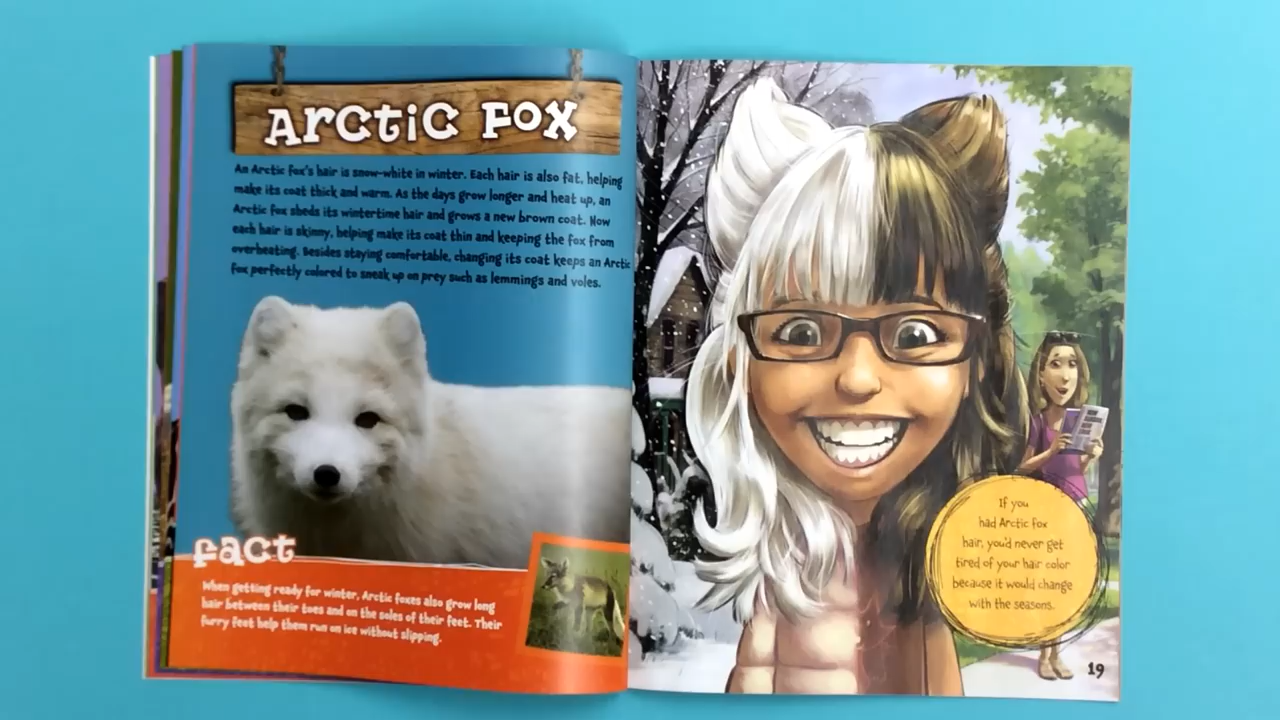 Arctic Fox
An Arctic fox's hair is snow-white in winter. Each hair is also fat, helping
make its coat thick and warm. As the days grow longer and heat up, an
Arctic fox sheds its wintertime hair and grows a new brown coat. Now
each hair is skinny, helping make its coat thin and keeping the fox from
overheating. Besides staying comfortable, changing its coat keeps an Arctic
fox perfectly colored to sneak up on prey such as lemmings and voles.
fact
When getting ready for winter, Arctic foxes also grow long
hair between their toes and on the soles of their feet. Their
furry feet help them run on ice without slipping.
If you
had Arctic fox
hair, you'd never get
tired of your hair color
because it would change
with the seasons.
19